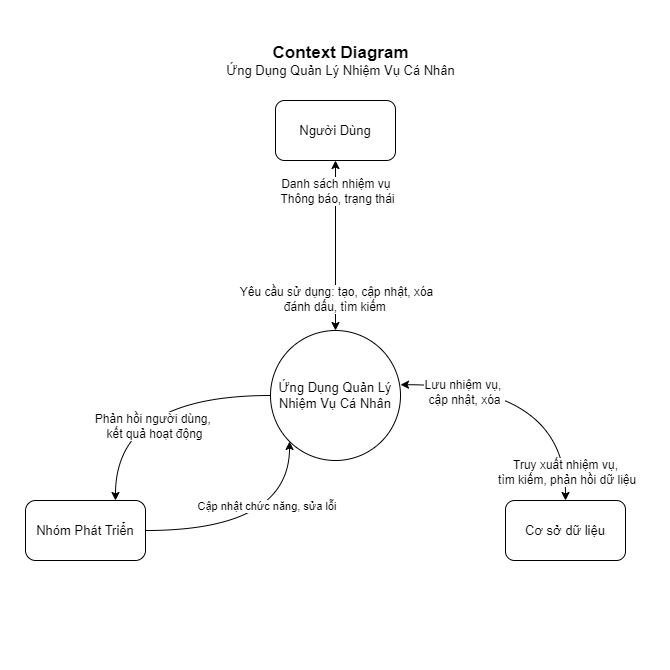 Context Diagram
Ứng Dụng Quản Lý Nhiệm Vụ Cá Nhân
Người Dùng
Danh sách nhiệm vụ
Thông báo, trạng thái
Yêu cầu sử dụng: tạo, cập nhật, xóa
đánh dấu, tìm kiếm
Ứng Dụng Quản Lý
Nhiệm Vụ Cá Nhân
Lưu nhiệm vụ,
cập nhật, xóa
Phản hồi người dùng,
kết quả hoạt động
Truy xuất nhiệm vụ,
tìm kiếm, phản hồi dữ liệu
Cập nhật chức năng, sửa lỗi
Nhóm Phát Triển
Cơ sở dữ liệu